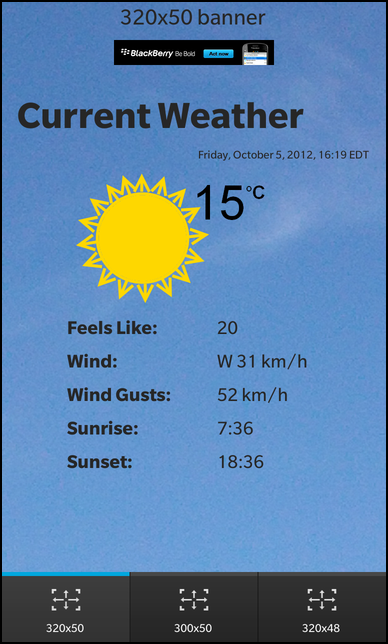 320x50 banner
BlackBerry Be Bold Act now
Current Weather
Friday, October 5, 2012, 16:19 EDT
15°C
Feels Like: 20
Wind: W 31 km/h
Wind Gusts: 52 km/h
Sunrise: 7:36
Sunset: 18:36
320x50 300x50 320x48